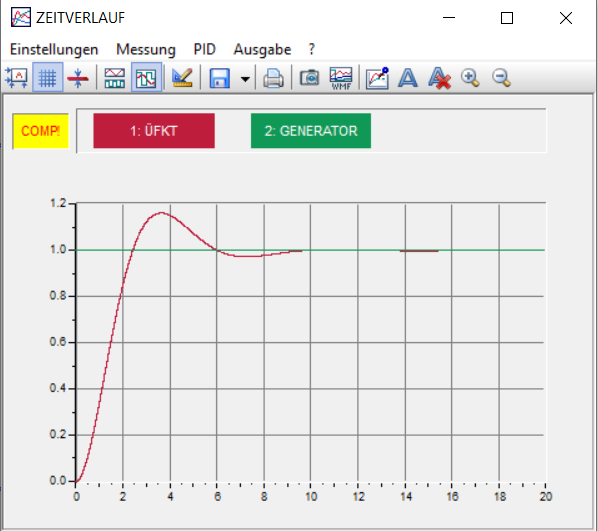 ZEITVERLAUF
Einstellungen Messung PID Ausgabe ?
A WMF A A
COMP! 1: ÜFKT 2: GENERATOR
1.2
1.0
0.8
0.6
0.4
0.2
0.0
0 2 4 6 8 10 12 14 16 18 20